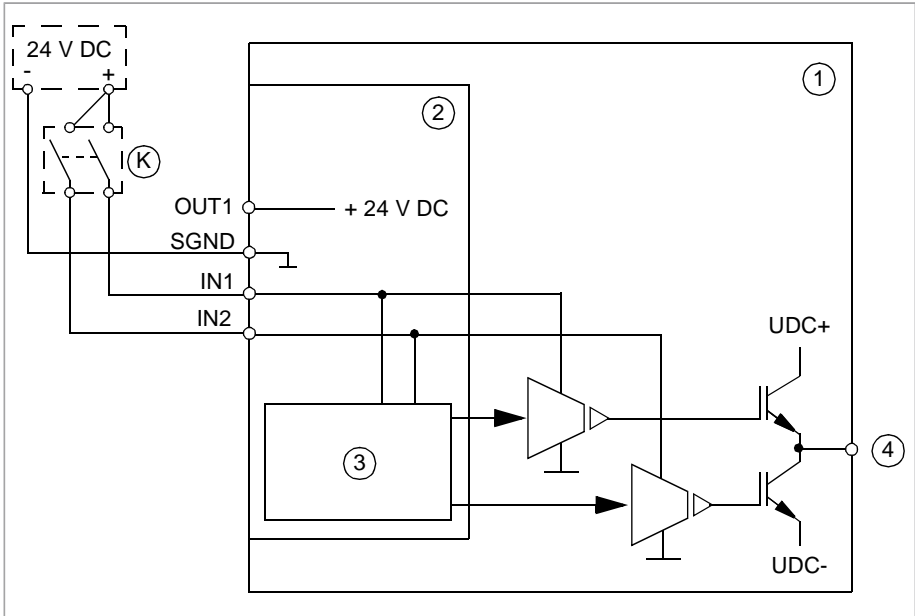 24 V DC
- +
1
2
K
OUT1
+ 24 V DC
SGND
IN1
IN2
UDC+
3
4
UDC-